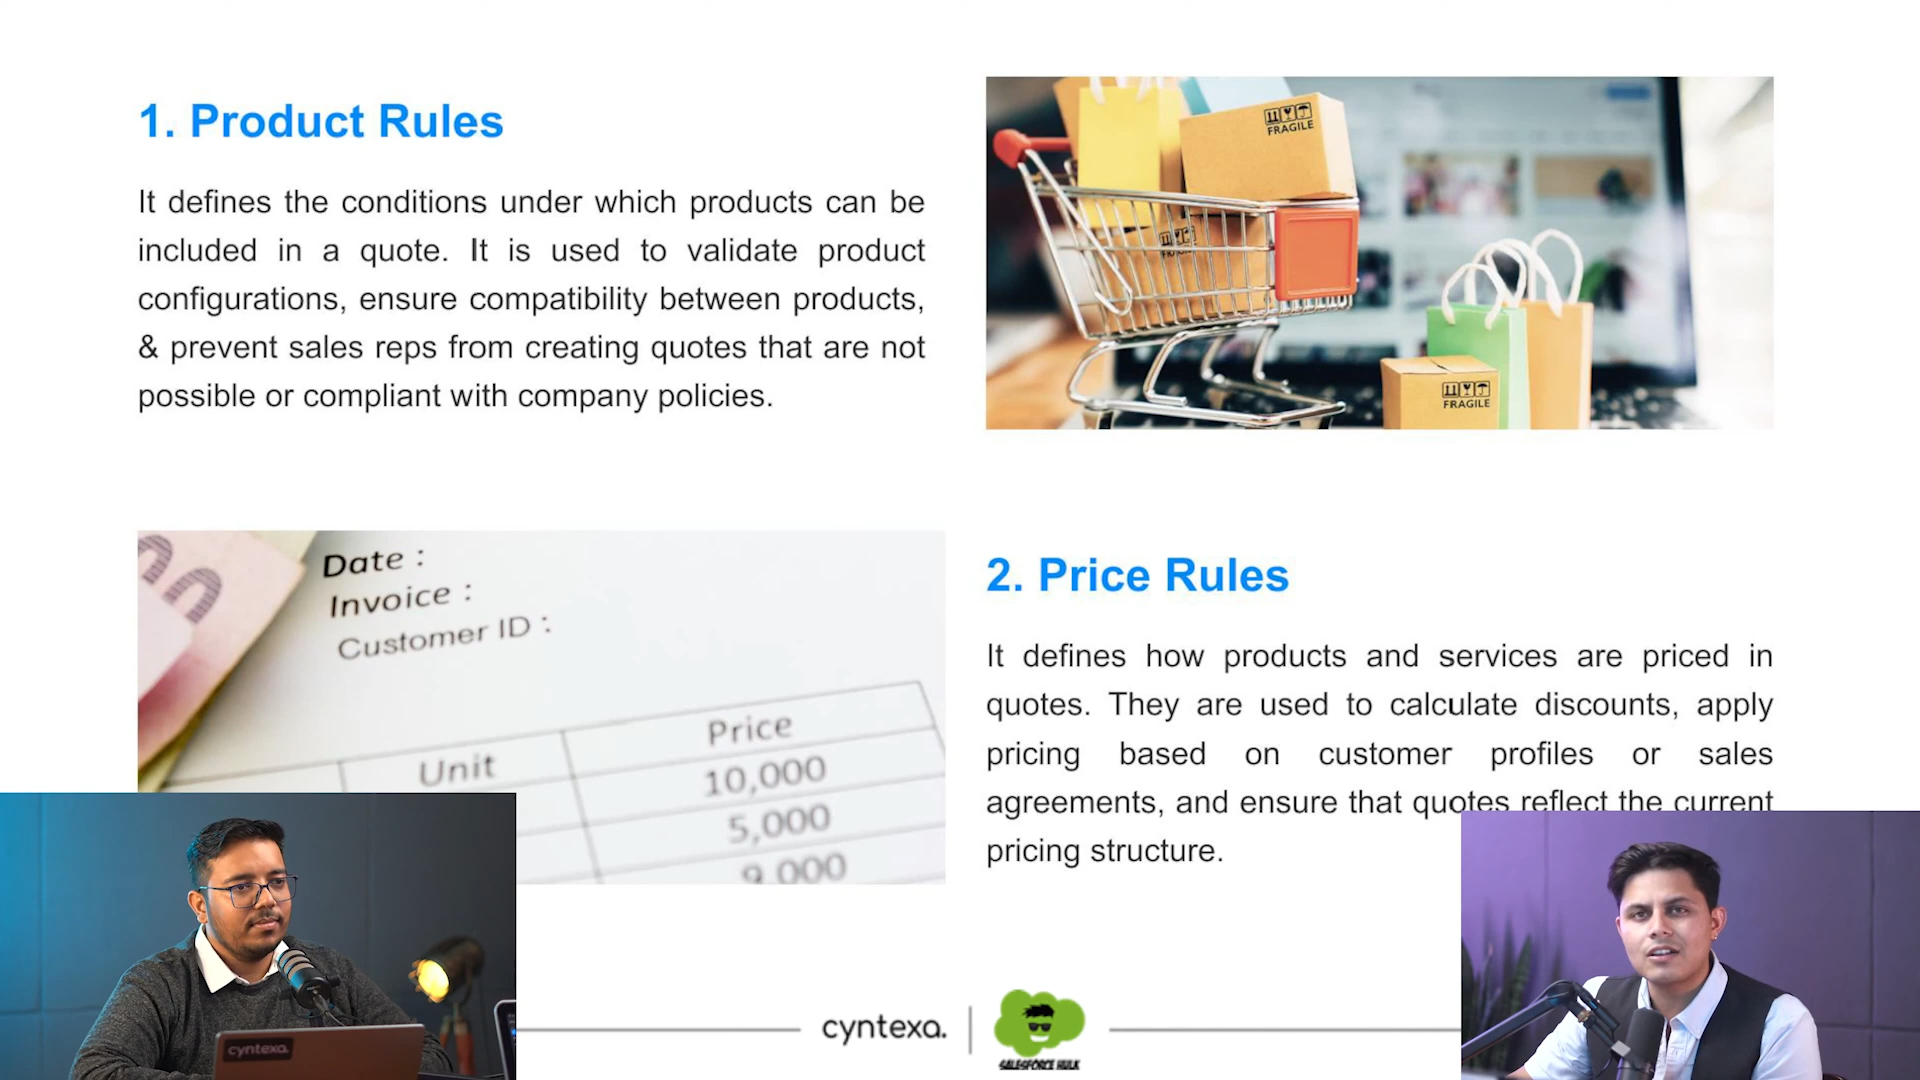 1. Product Rules
It defines the conditions under which products can be
included in a quote. It is used to validate product
configurations, ensure compatibility between products,
& prevent sales reps from creating quotes that are not
possible or compliant with company policies.
FRAGILE
FRAGILE
Date :
Invoice :
Customer ID :
Unit
Price
10,000
5,000
9,000
2. Price Rules
It defines how products and services are priced in
quotes. They are used to calculate discounts, apply
pricing based on customer profiles or sales
agreements, and ensure that quotes reflect the current
pricing structure.
cyntexa.
cyntexa.
SALESFORCE HULK